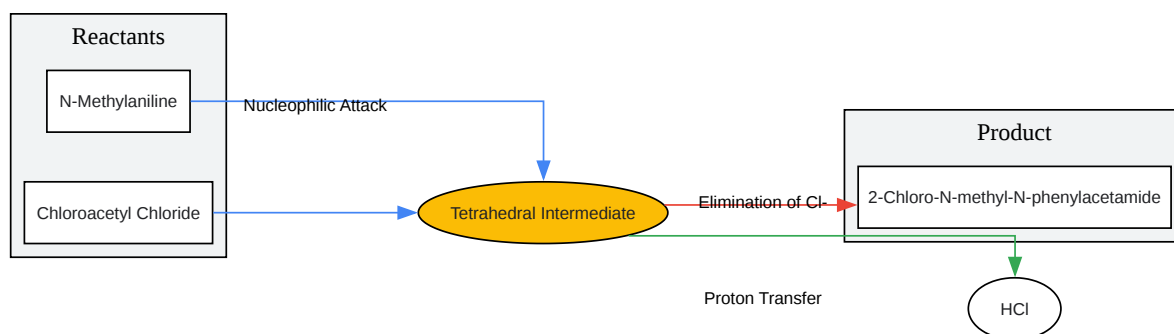 Reactants
N-Methylaniline
Nucleophilic Attack
Chloroacetyl Chloride
Tetrahedral Intermediate
Elimination of Cl-
Product
2-Chloro-N-methyl-N-phenylacetamide
Proton Transfer
HCl